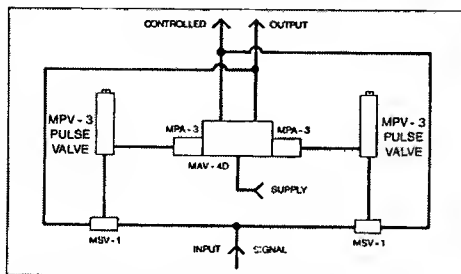 CONTROLLED OUTPUT
MPV - 3
PULSE
VALVE
MPA - 3
MPA - 3
MPV - 3
PULSE
VALVE
MAV - 4D
SUPPLY
MSV - 1
MSV - 1
INPUT SIGNAL